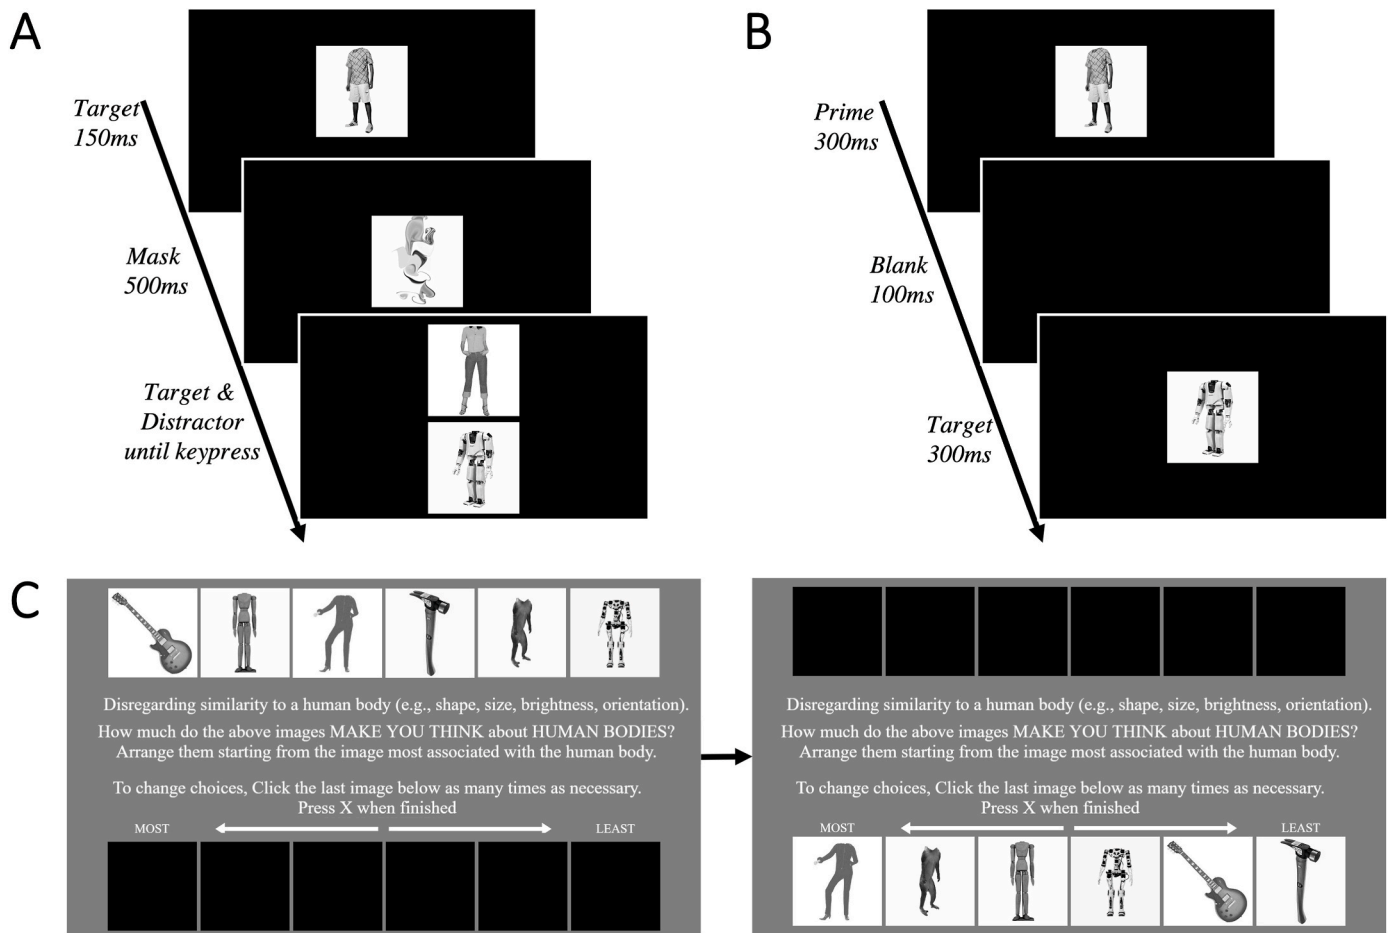 A
Target
150ms
Mask
500ms
Target &
Distractor
until keypress
B
Prime
300ms
Blank
100ms
Target
300ms
C
Disregarding similarity to a human body (e.g., shape, size, brightness, orientation).
How much do the above images MAKE YOU THINK about HUMAN BODIES?
Arrange them starting from the image most associated with the human body.
To change choices, Click the last image below as many times as necessary.
Press X when finished
MOST LEAST
Disregarding similarity to a human body (e.g., shape, size, brightness, orientation).
How much do the above images MAKE YOU THINK about HUMAN BODIES?
Arrange them starting from the image most associated with the human body.
To change choices, Click the last image below as many times as necessary.
Press X when finished
MOST LEAST